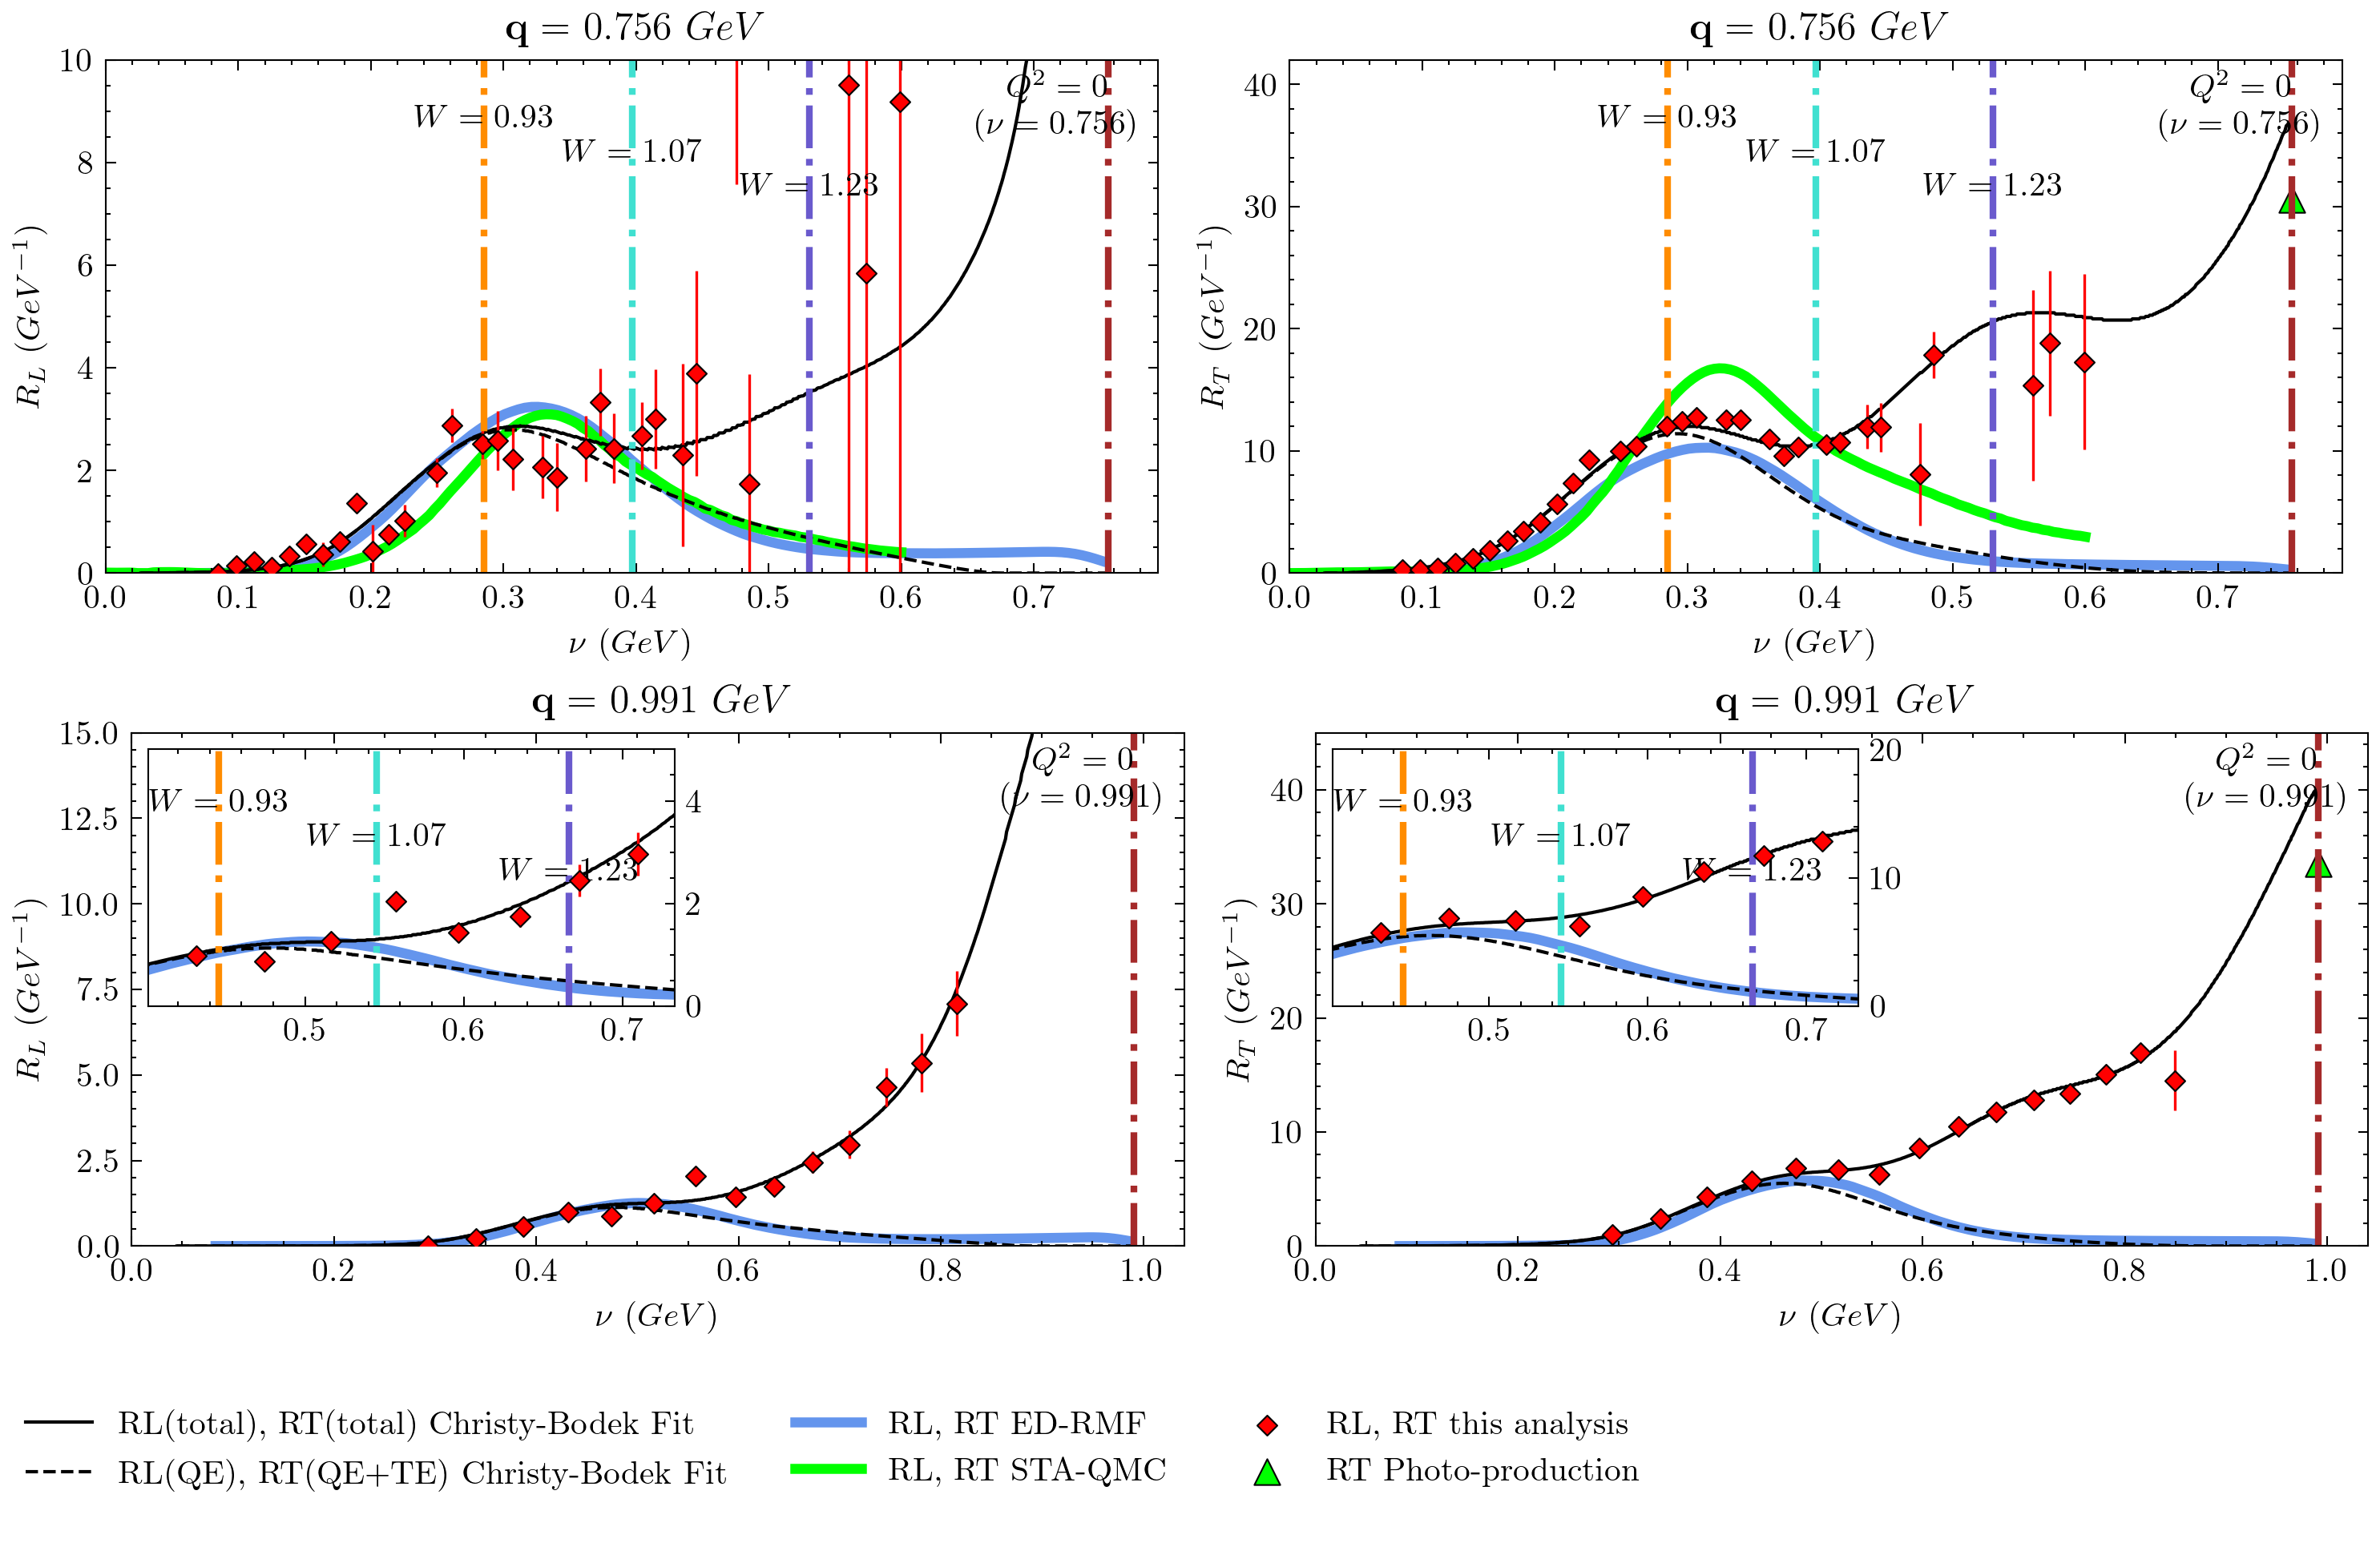 q = 0.756 GeV
R_L (GeV⁻¹)
10
8
6
4
2
0
W = 0.93
W = 1.07
W = 1.23
Q² = 0
(ν = 0.756)
0.0 0.1 0.2 0.3 0.4 0.5 0.6 0.7
ν (GeV)
q = 0.756 GeV
R_T (GeV⁻¹)
40
30
20
10
0
W = 0.93
W = 1.07
W = 1.23
Q² = 0
(ν = 0.756)
0.0 0.1 0.2 0.3 0.4 0.5 0.6 0.7
ν (GeV)
q = 0.991 GeV
R_L (GeV⁻¹)
15.0
12.5
10.0
7.5
5.0
2.5
0.0
W = 0.93
W = 1.07
W = 1.23
4
2
0
0.5 0.6 0.7
Q² = 0
(ν = 0.991)
0.0 0.2 0.4 0.6 0.8 1.0
ν (GeV)
q = 0.991 GeV
R_T (GeV⁻¹)
40
30
20
10
0
W = 0.93
W = 1.07
W = 1.23
20
10
0
0.5 0.6 0.7
Q² = 0
(ν = 0.991)
0.0 0.2 0.4 0.6 0.8 1.0
ν (GeV)
RL(total), RT(total) Christy-Bodek Fit
RL(QE), RT(QE+TE) Christy-Bodek Fit
RL, RT ED-RMF
RL, RT STA-QMC
RL, RT this analysis
RT Photo-production